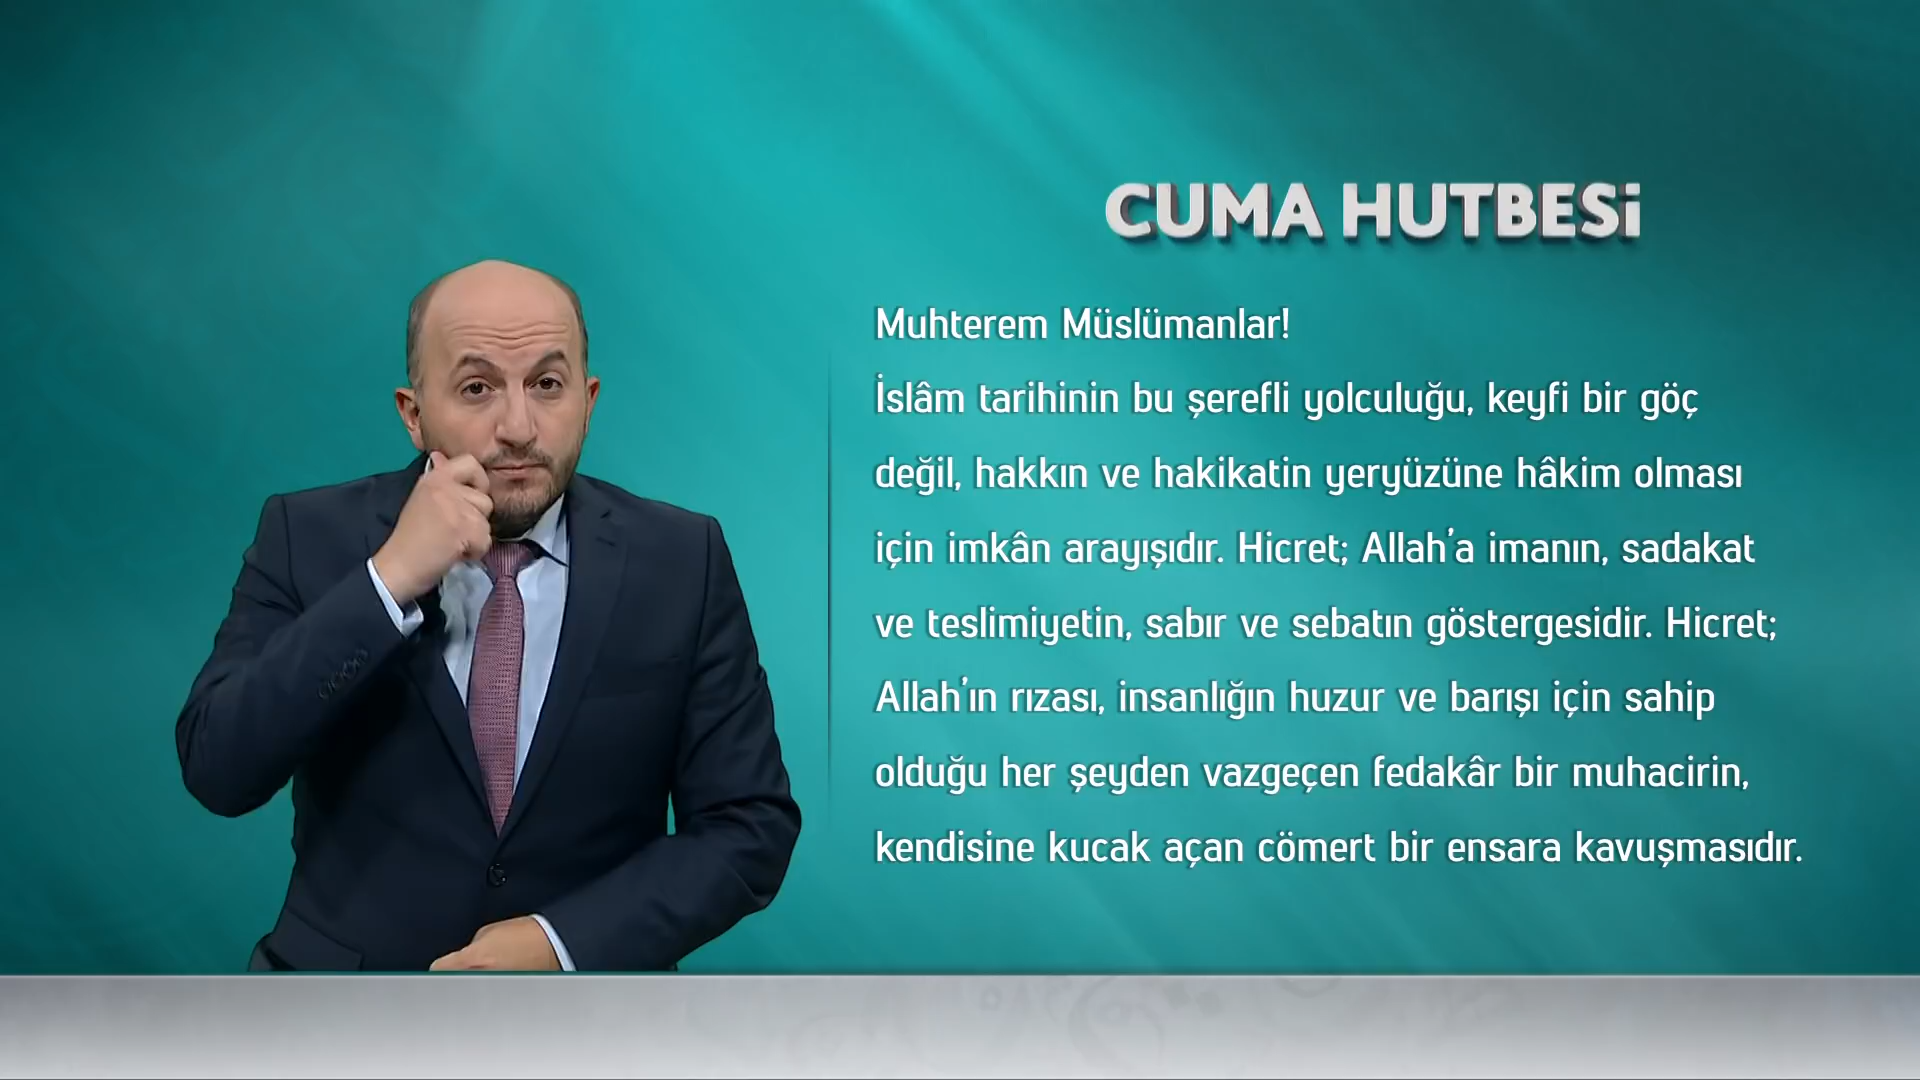 CUMA HUTBESİ
Muhterem Müslümanlar!
İslâm tarihinin bu şerefli yolculuğu, keyfi bir göç
değil, hakkın ve hakikatin yeryüzüne hâkim olması
için imkân arayışıdır. Hicret; Allah'a imanın, sadakat
ve teslimiyetin, sabır ve sebatın göstergesidir. Hicret;
Allah'ın rızası, insanlığın huzur ve barışı için sahip
olduğu her şeyden vazgeçen fedakâr bir muhacirin,
kendisine kucak açan cömert bir ensara kavuşmasıdır.